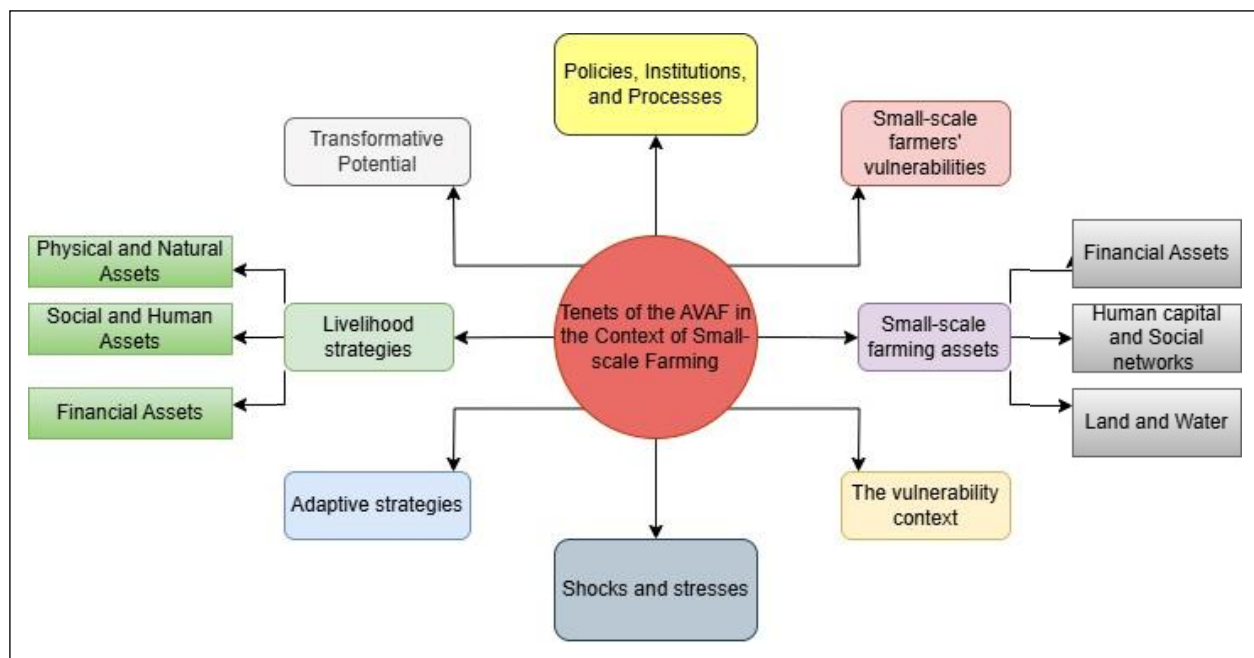 Policies, Institutions,
and Processes
Transformative
Potential
Small-scale
farmers'
vulnerabilities
Physical and Natural
Assets
Social and Human
Assets
Financial Assets
Livelihood
strategies
Tenets of the AVAF in
the Context of Small-
scale Farming
Small-scale
farming assets
Financial Assets
Human capital
and Social
networks
Land and Water
Adaptive strategies
The vulnerability
context
Shocks and stresses